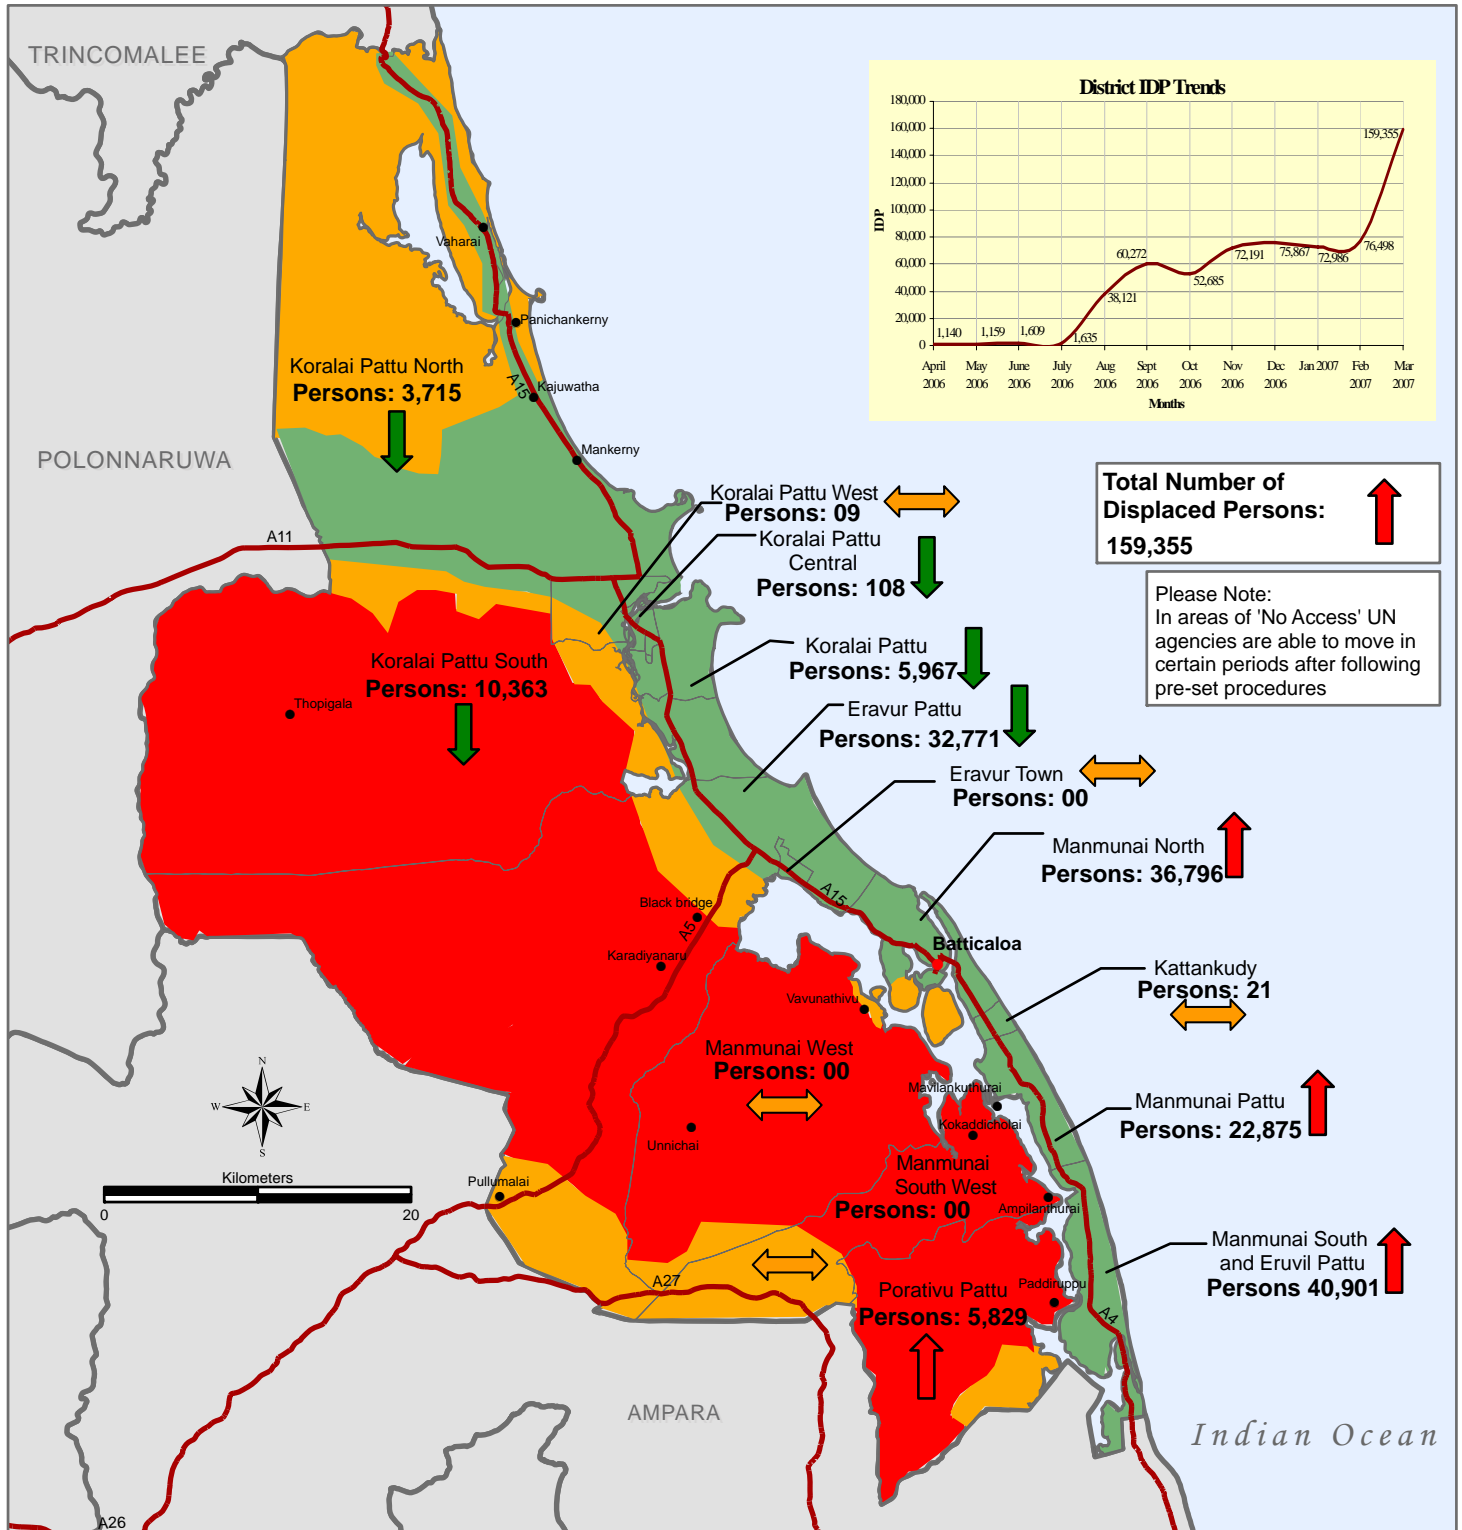 TRINCOMALEE
POLONNARUWA
AMPARA
Indian Ocean
District IDP Trends
IDP
180,000
160,000
140,000
120,000
100,000
80,000
60,000
40,000
20,000
0
1,140
1,159
1,609
1,635
38,121
60,272
52,685
72,191
75,867
72,986
76,498
159,355
April 2006
May 2006
June 2006
July 2006
Aug 2006
Sept 2006
Oct 2006
Nov 2006
Dec 2006
Jan 2007
Feb 2007
Mar 2007
Months
Total Number of
Displaced Persons:
159,355
Please Note:
In areas of 'No Access' UN
agencies are able to move in
certain periods after following
pre-set procedures
Vaharai
Panichankerny
Koralai Pattu North
Persons: 3,715
A15
Kajuwatha
Mankerny
A11
Koralai Pattu West
Persons: 09
Koralai Pattu
Central
Persons: 108
Koralai Pattu
Persons: 5,967
Koralai Pattu South
Persons: 10,363
Thopigala
Eravur Pattu
Persons: 32,771
Eravur Town
Persons: 00
Manmunai North
Persons: 36,796
A15
Black bridge
A5
Karadiyanaru
Batticaloa
Kattankudy
Persons: 21
Vavunathivu
Manmunai West
Persons: 00
Mavilankuthurai
Kokaddicholai
Unnichai
Manmunai Pattu
Persons: 22,875
Manmunai
South West
Persons: 00
Ampilanthurai
Pullumalai
N
W
E
S
Kilometers
0
20
Manmunai South
and Eruvil Pattu
Persons 40,901
A27
Porativu Pattu
Persons: 5,829
Paddiruppu
A4
A26